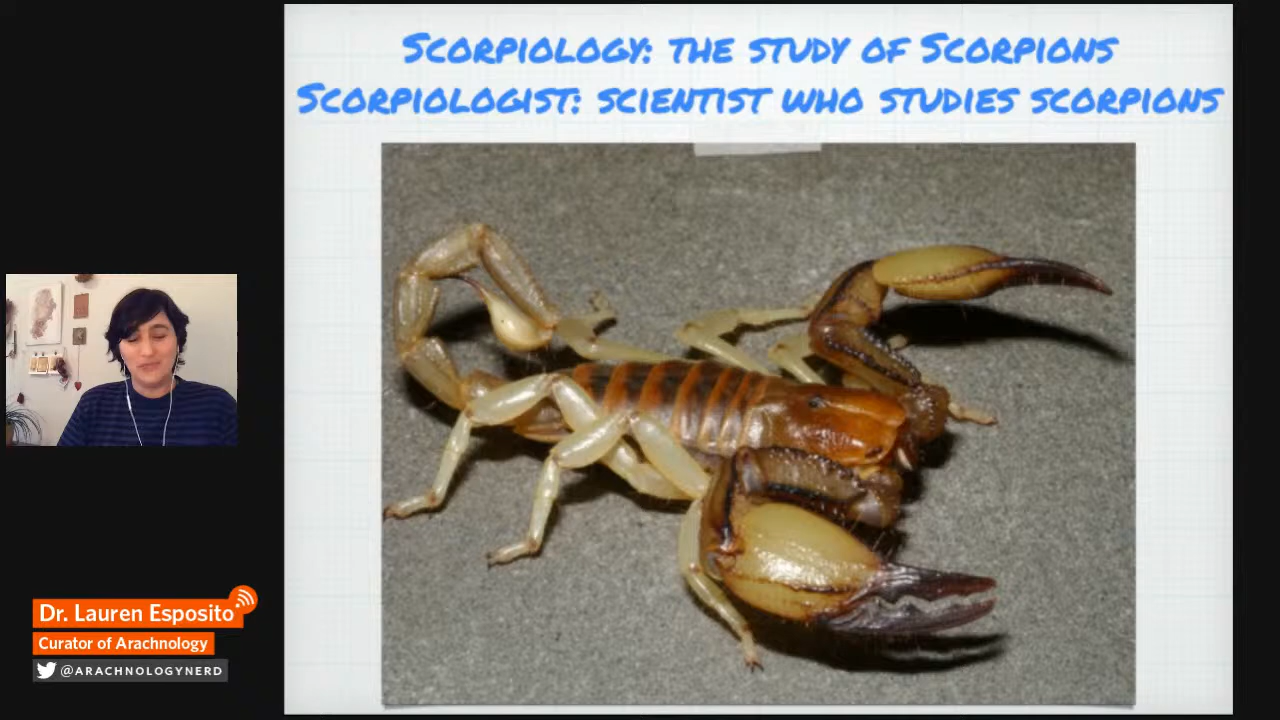 Scorpiology: the study of Scorpions
Scorpiologist: scientist who studies scorpions
Dr. Lauren Esposito
Curator of Arachnology
@ARACHNOLOGYNERD